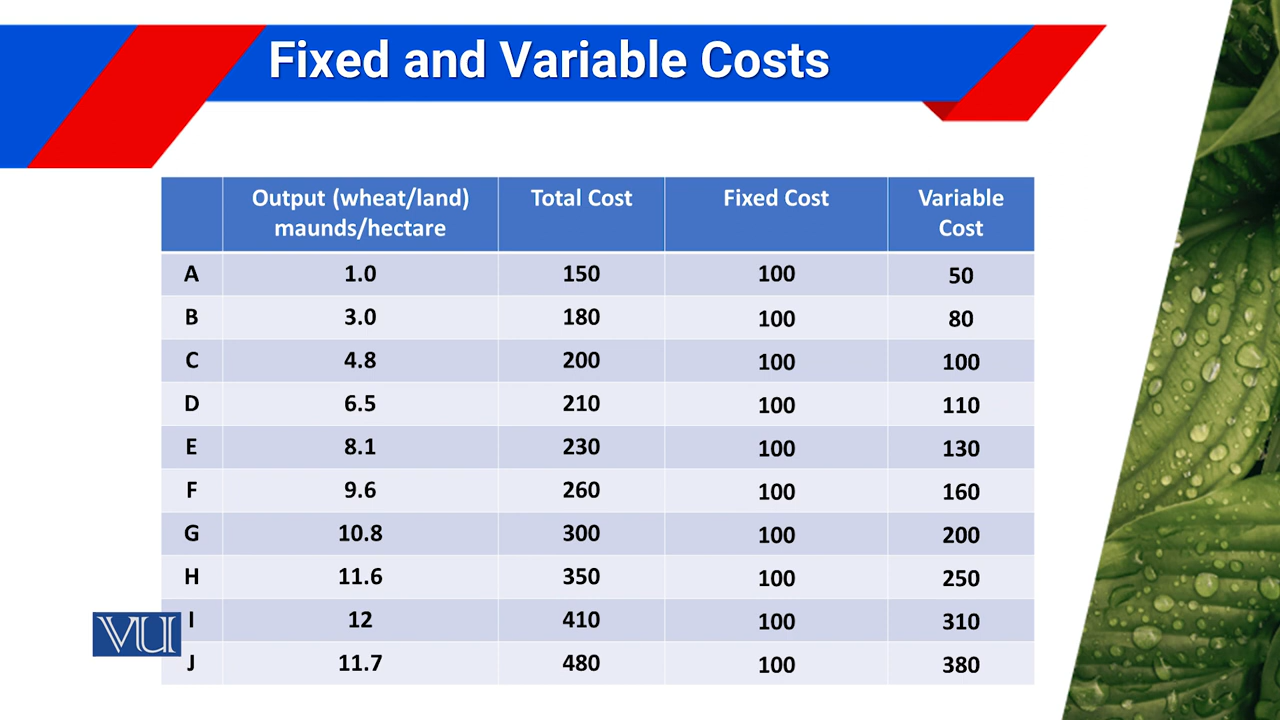 Fixed and Variable Costs
Output (wheat/land) maunds/hectare Total Cost Fixed Cost Variable Cost
A 1.0 150 100 50
B 3.0 180 100 80
C 4.8 200 100 100
D 6.5 210 100 110
E 8.1 230 100 130
F 9.6 260 100 160
G 10.8 300 100 200
H 11.6 350 100 250
I 12 410 100 310
J 11.7 480 100 380
VU